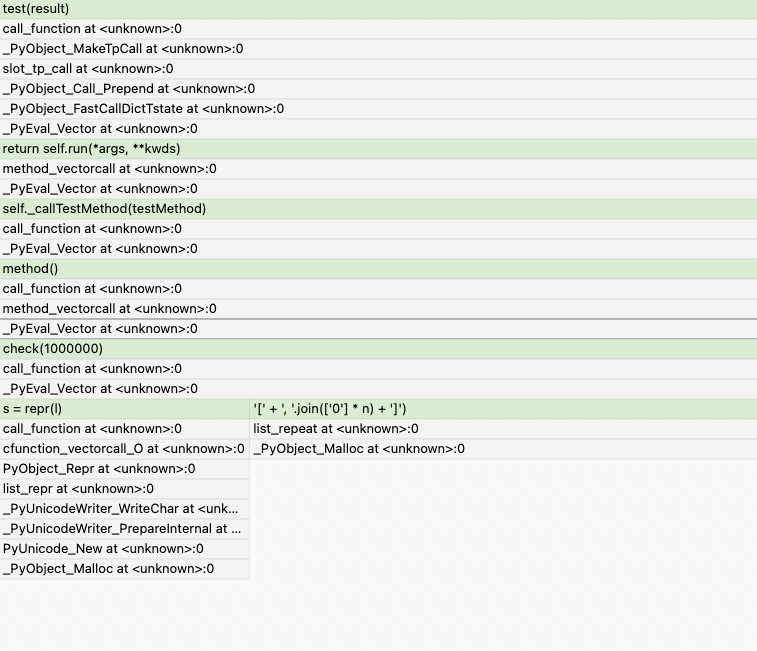 test(result)
call_function at <unknown>:0
_PyObject_MakeTpCall at <unknown>:0
slot_tp_call at <unknown>:0
_PyObject_Call_Prepend at <unknown>:0
_PyObject_FastCallDictTstate at <unknown>:0
_PyEval_Vector at <unknown>:0
return self.run(*args, **kwds)
method_vectorcall at <unknown>:0
_PyEval_Vector at <unknown>:0
self._callTestMethod(testMethod)
call_function at <unknown>:0
_PyEval_Vector at <unknown>:0
method()
call_function at <unknown>:0
method_vectorcall at <unknown>:0
_PyEval_Vector at <unknown>:0
check(1000000)
call_function at <unknown>:0
_PyEval_Vector at <unknown>:0
s = repr(l) '[' + ', '.join(['0'] * n) + ']')
call_function at <unknown>:0 list_repeat at <unknown>:0
cfunction_vectorcall_O at <unknown>:0 _PyObject_Malloc at <unknown>:0
PyObject_Repr at <unknown>:0
list_repr at <unknown>:0
_PyUnicodeWriter_WriteChar at <unk...
_PyUnicodeWriter_PrepareInternal at ...
PyUnicode_New at <unknown>:0
_PyObject_Malloc at <unknown>:0